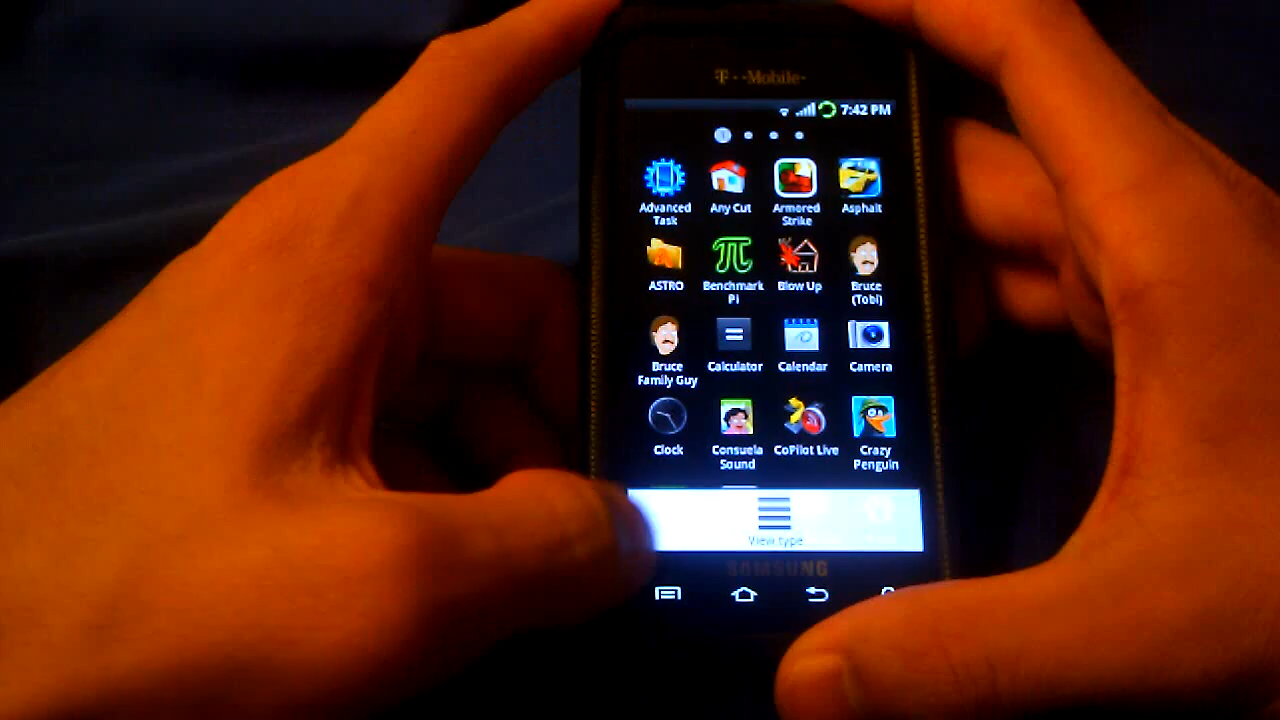 T-Mobile
7:42 PM
1
Advanced Task
Any Cut
Armored Strike
Asphalt
ASTRO
Benchmark Pi
Blow Up
Bruce (Tobi)
Bruce Family Guy
Calculator
Calendar
Camera
Clock
Consuela Sound
CoPilot Live
Crazy Penguin
View type
SAMSUNG